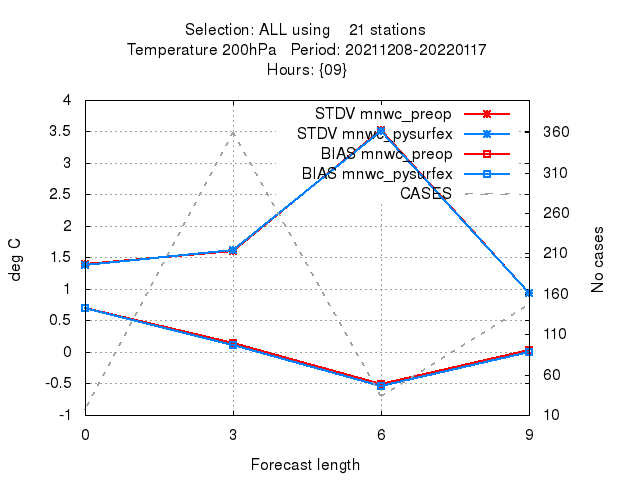 Selection: ALL using    21 stations
Temperature 200hPa   Period: 20211208-20220117
Hours: {09}
STDV mnwc_preop
STDV mnwc_pysurfex
BIAS mnwc_preop
BIAS mnwc_pysurfex
CASES
4
3.5
3
2.5
2
1.5
1
0.5
0
-0.5
-1
deg C
360
310
260
210
160
110
60
10
No cases
0 3 6 9
Forecast length